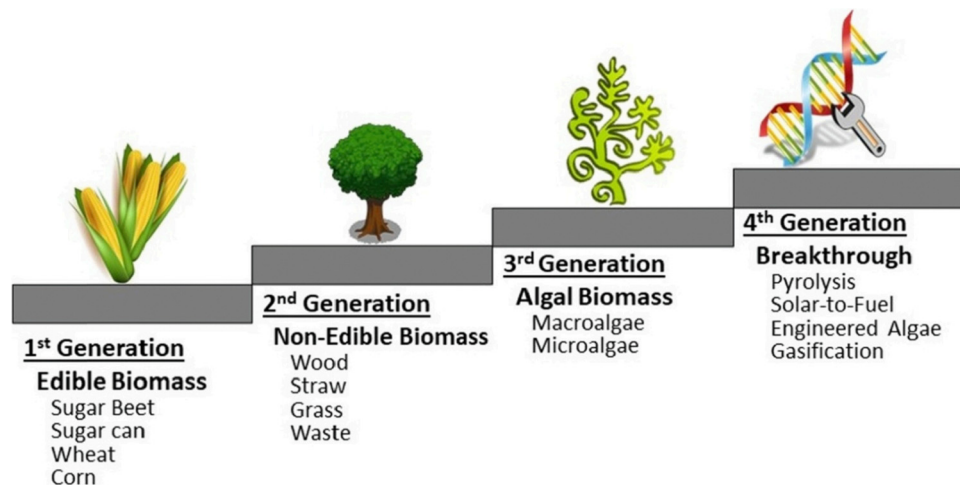 1st Generation
Edible Biomass
Sugar Beet
Sugar can
Wheat
Corn
2nd Generation
Non-Edible Biomass
Wood
Straw
Grass
Waste
3rd Generation
Algal Biomass
Macroalgae
Microalgae
4th Generation
Breakthrough
Pyrolysis
Solar-to-Fuel
Engineered Algae
Gasification